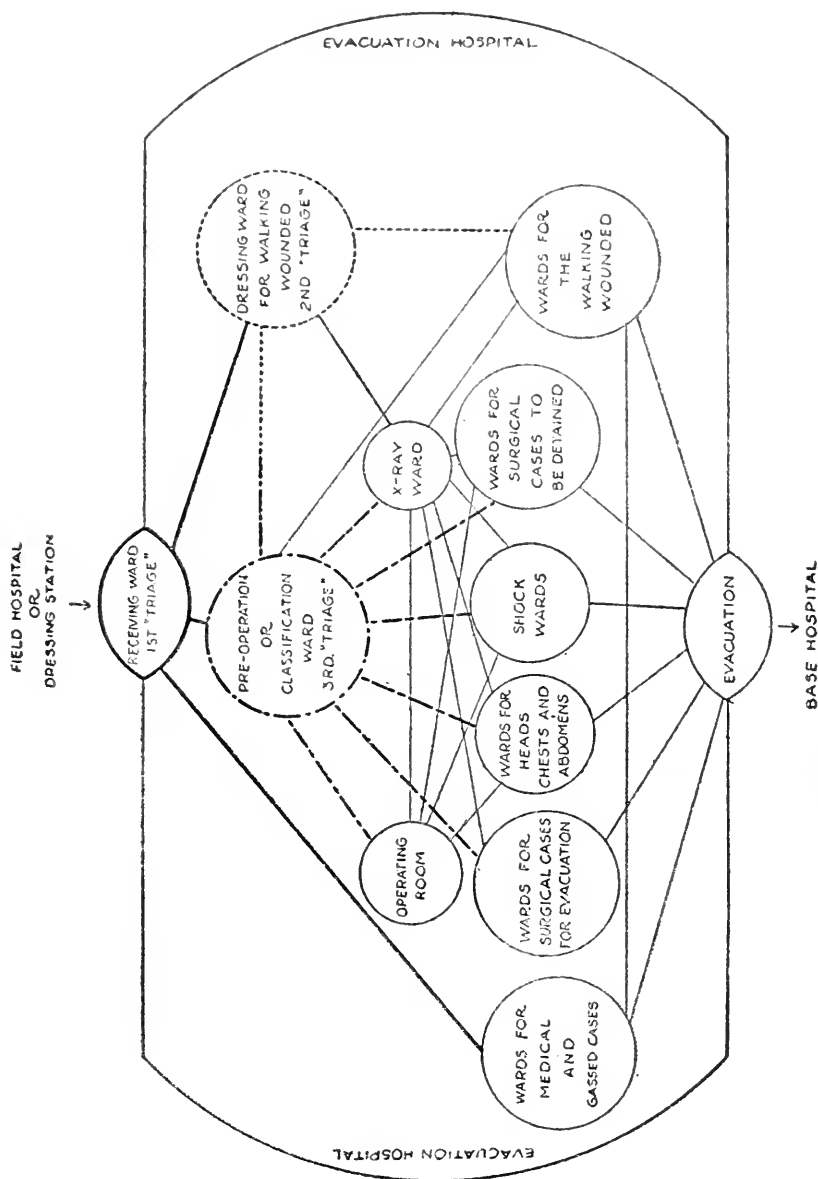 FIELD HOSPITAL
OR
DRESSING STATION
RECEIVING WARD
1ST "TRIAGE"
EVACUATION HOSPITAL
EVACUATION HOSPITAL
PRE-OPERATION
OR
CLASSIFICATION
WARD
3RD. "TRIAGE"
DRESSING WARD
FOR WALKING
WOUNDED
2ND "TRIAGE"
OPERATING
ROOM
X-RAY
WARD
WARDS FOR
MEDICAL
AND
GASSED CASES
WARDS FOR
SURGICAL CASES
FOR EVACUATION
WARDS FOR
HEADS
CHESTS AND
ABDOMENS
SHOCK
WARDS
WARDS FOR
SURGICAL
CASES TO
BE DETAINED
WARDS FOR
THE
WALKING
WOUNDED
EVACUATION
BASE HOSPITAL